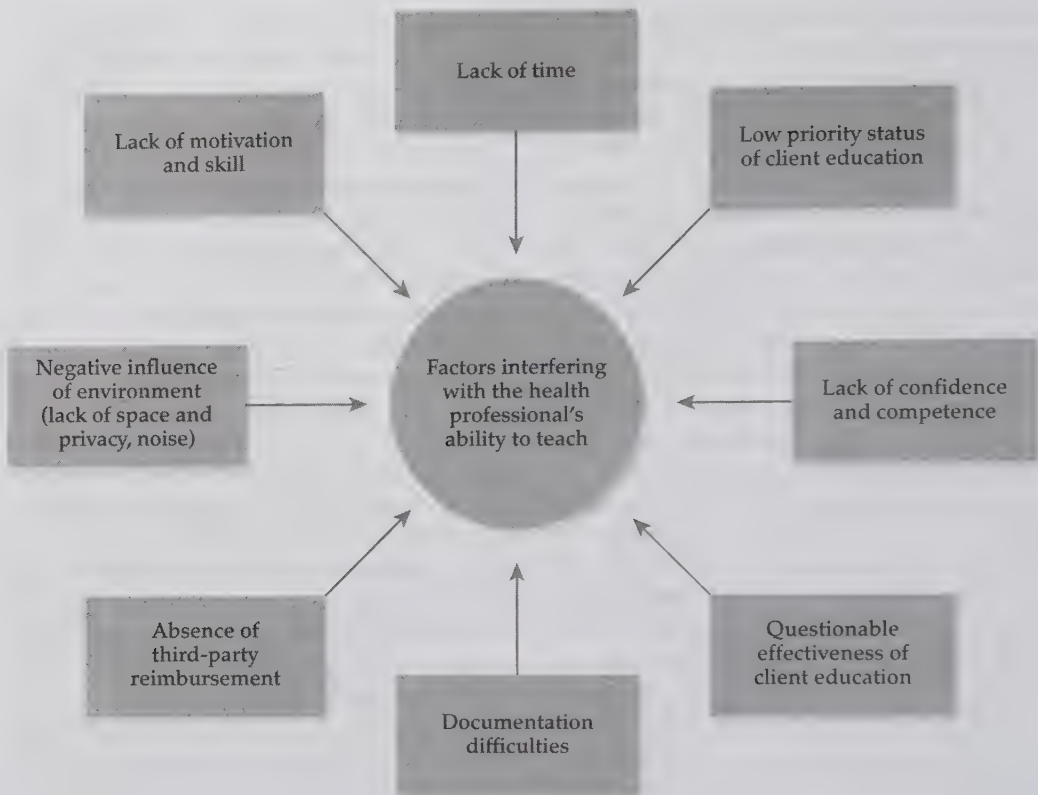 Lack of time
Lack of motivation
and skill
Low priority status
of client education
Negative influence
of environment
(lack of space and
privacy, noise)
Factors interfering
with the health
professional's
ability to teach
Lack of confidence
and competence
Absence of
third-party
reimbursement
Questionable
effectiveness of
client education
Documentation
difficulties